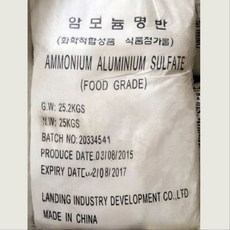 암모늄명반
(화학적합성품 식품첨가물)
AMMONIUM ALUMINIUM SULFATE
(FOOD GRADE)
G.W: 25.2KGS
N.W: 25KGS
BATCH NO: 20334541
PRODUCE DATE.03/08/2015
EXPIRY DATE:02/08/2017
LANDING INDUSTRY DEVELOPMENT CO.,LTD
MADE IN CHINA